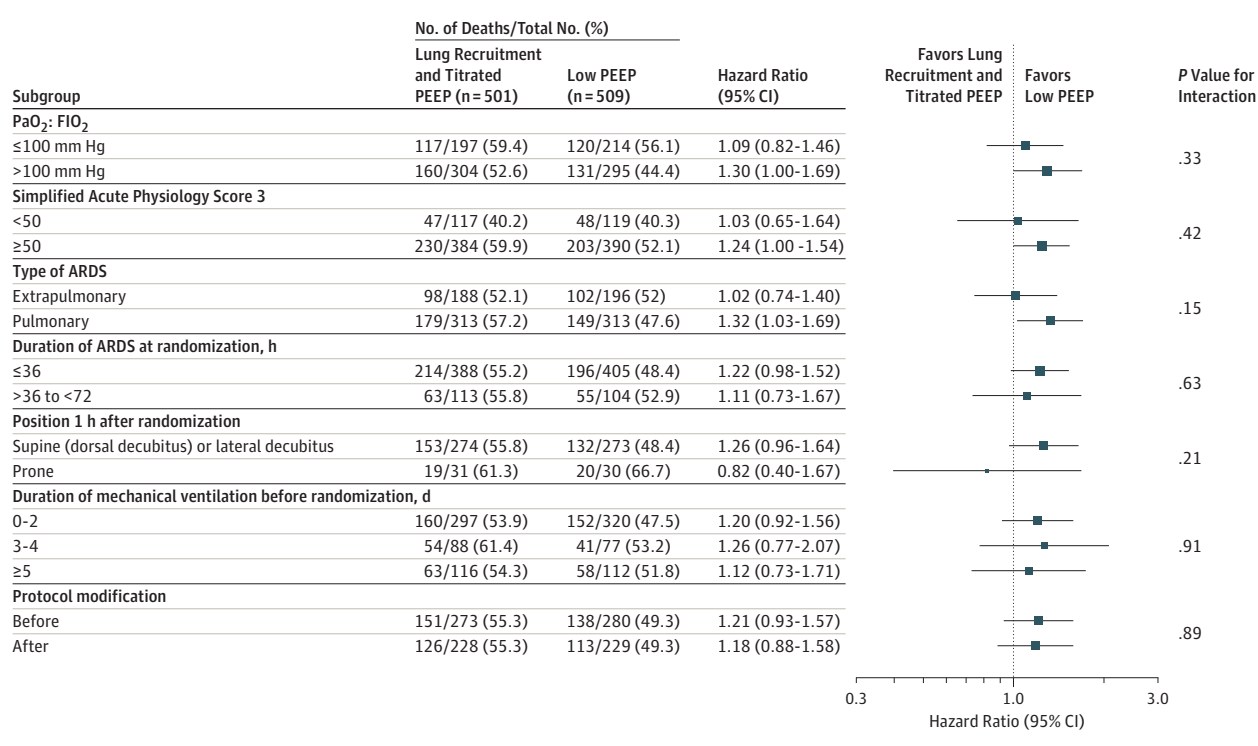 No. of Deaths/Total No. (%)
Subgroup
Lung Recruitment
and Titrated
PEEP (n=501)
Low PEEP
(n=509)
Hazard Ratio
(95% CI)
Favors Lung
Recruitment and
Titrated PEEP
Favors
Low PEEP
P Value for
Interaction
PaO2: FIO2
≤100 mm Hg 117/197 (59.4) 120/214 (56.1) 1.09 (0.82-1.46)
.33
>100 mm Hg 160/304 (52.6) 131/295 (44.4) 1.30 (1.00-1.69)
Simplified Acute Physiology Score 3
<50 47/117 (40.2) 48/119 (40.3) 1.03 (0.65-1.64)
.42
≥50 230/384 (59.9) 203/390 (52.1) 1.24 (1.00 -1.54)
Type of ARDS
Extrapulmonary 98/188 (52.1) 102/196 (52) 1.02 (0.74-1.40)
.15
Pulmonary 179/313 (57.2) 149/313 (47.6) 1.32 (1.03-1.69)
Duration of ARDS at randomization, h
≤36 214/388 (55.2) 196/405 (48.4) 1.22 (0.98-1.52)
.63
>36 to <72 63/113 (55.8) 55/104 (52.9) 1.11 (0.73-1.67)
Position 1 h after randomization
Supine (dorsal decubitus) or lateral decubitus 153/274 (55.8) 132/273 (48.4) 1.26 (0.96-1.64)
.21
Prone 19/31 (61.3) 20/30 (66.7) 0.82 (0.40-1.67)
Duration of mechanical ventilation before randomization, d
0-2 160/297 (53.9) 152/320 (47.5) 1.20 (0.92-1.56)
3-4 54/88 (61.4) 41/77 (53.2) 1.26 (0.77-2.07) .91
≥5 63/116 (54.3) 58/112 (51.8) 1.12 (0.73-1.71)
Protocol modification
Before 151/273 (55.3) 138/280 (49.3) 1.21 (0.93-1.57)
.89
After 126/228 (55.3) 113/229 (49.3) 1.18 (0.88-1.58)
0.3 1.0 3.0
Hazard Ratio (95% CI)